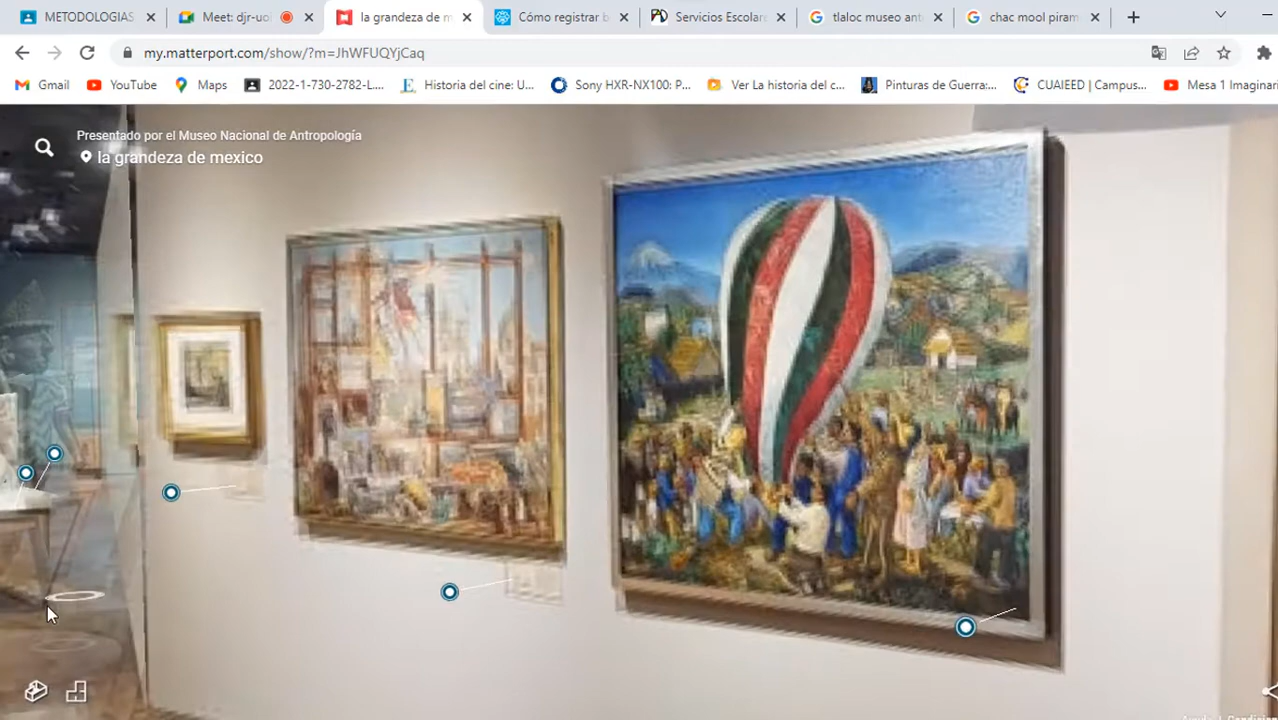 METODOLOGIAS
Meet: djr-uo
la grandeza de m
Cómo registrar b
Servicios Escolare
tlaloc museo ant
chac mool piram
my.matterport.com/show/?m=JhWFUQYjCaq
Gmail
YouTube
Maps
2022-1-730-2782-L...
Historia del cine: U...
Sony HXR-NX100: P...
Ver La historia del c...
Pinturas de Guerra:...
CUAIEED | Campus...
Mesa 1 Imaginari
Presentado por el Museo Nacional de Antropología
la grandeza de mexico